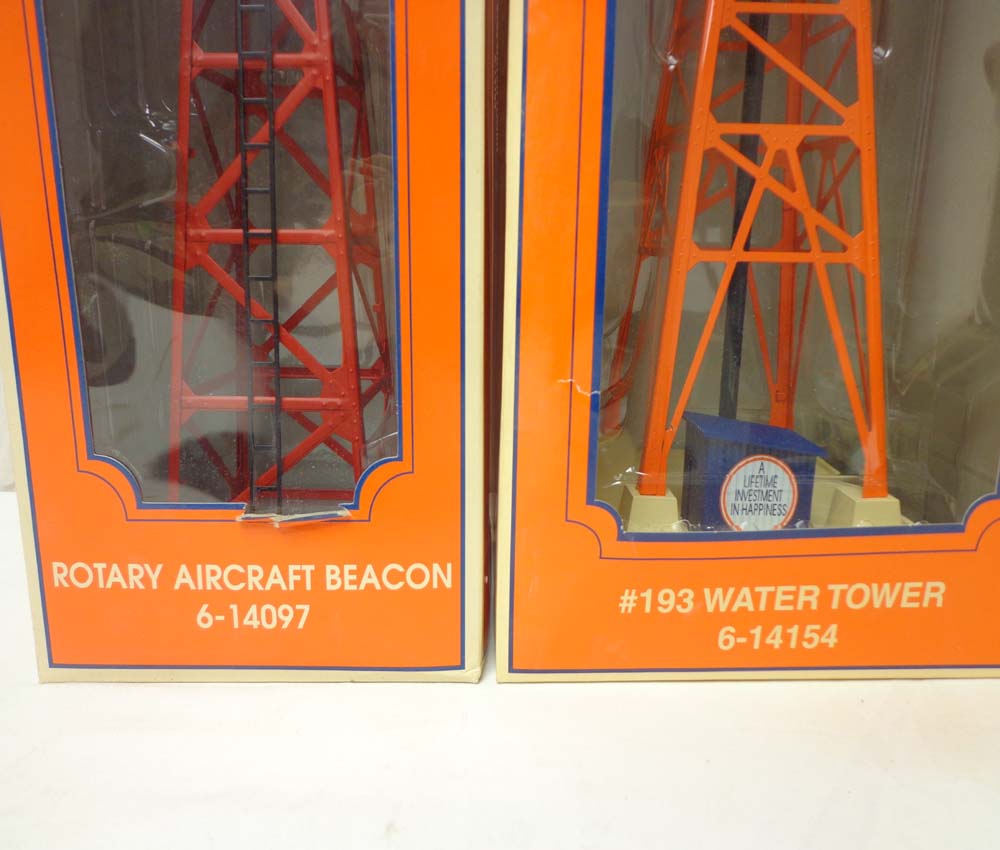 ROTARY AIRCRAFT BEACON
6-14097
A
LIFETIME
INVESTMENT
IN HAPPINESS
#193 WATER TOWER
6-14154